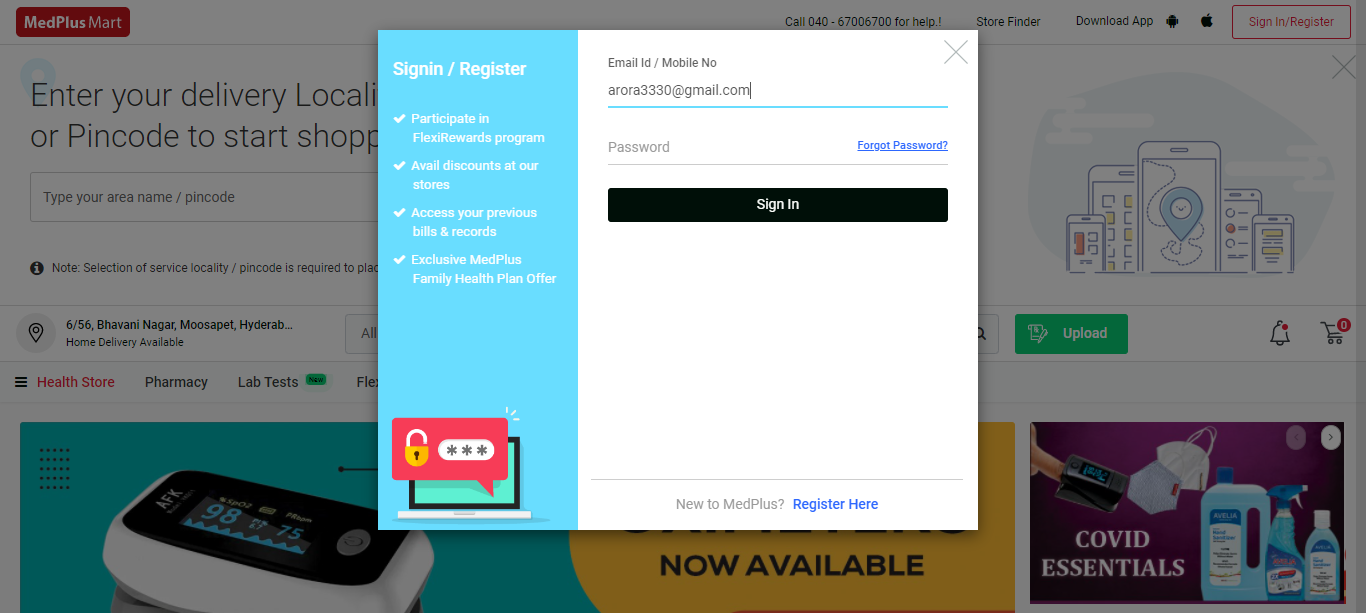 MedPlus Mart
Call 040 - 67006700 for help.!
Store Finder
Download App
Sign In/Register
Enter your delivery Locali
or Pincode to start shopp
Type your area name / pincode
Note: Selection of service locality / pincode is required to plac
6/56, Bhavani Nagar, Moosapet, Hyderab...
Home Delivery Available
All
Upload
0
Health Store
Pharmacy
Lab Tests
New
Flex
Signin / Register
Participate in
FlexiRewards program
Avail discounts at our
stores
Access your previous
bills & records
Exclusive MedPlus
Family Health Plan Offer
***
Email Id / Mobile No
arora3330@gmail.com
Password
Forgot Password?
Sign In
New to MedPlus? Register Here
AFK
SpO2
PRbpm
98
75
NOW AVAILABLE
COVID
ESSENTIALS
AVELIA
Hand
Sanitizer